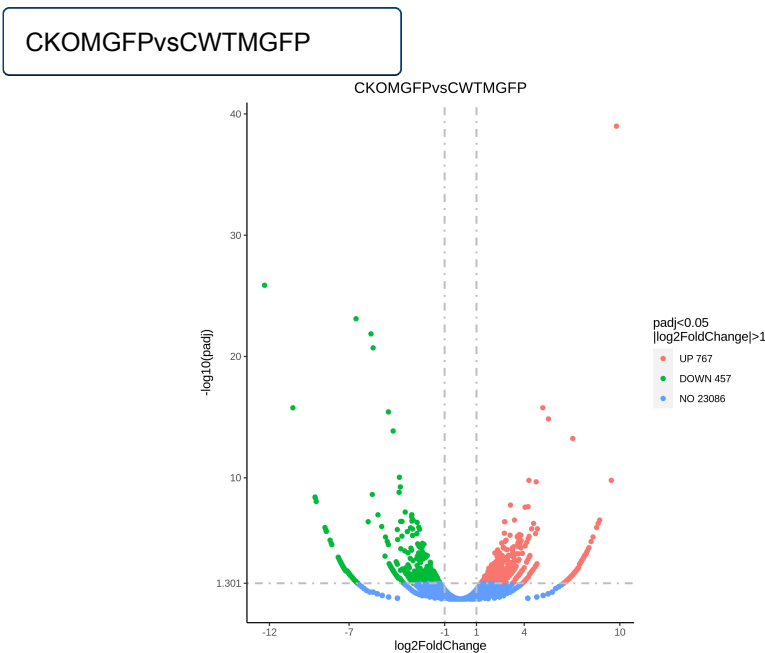 CKOMGFPvsCWTMGFP
CKOMGFPvsCWTMGFP
40
30
20
10
1.301
-log10(padj)
-12
-7
-1
1
4
10
log2FoldChange
padj<0.05
|log2FoldChange|>1
UP 767
DOWN 457
NO 23086